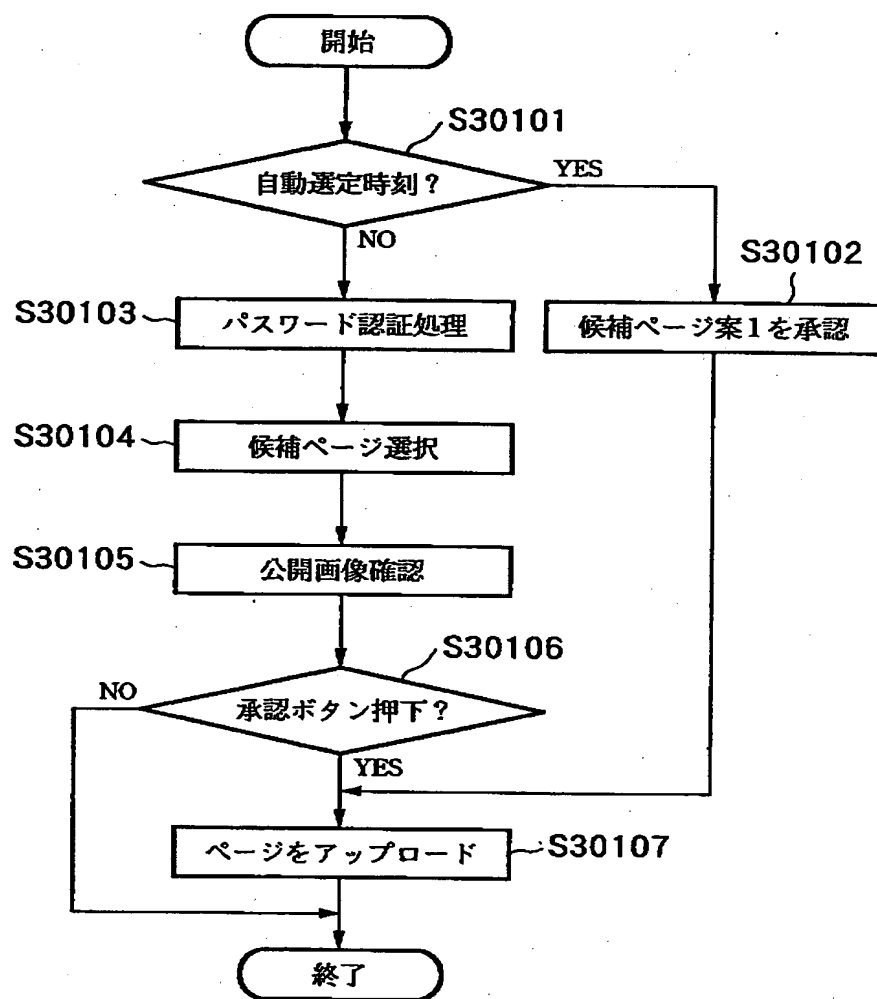 開始
S30101
自動選定時刻？
YES
NO
S30102
S30103
パスワード認証処理
候補ページ案１を承認
S30104
候補ページ選択
S30105
公開画像確認
S30106
NO
承認ボタン押下？
YES
ページをアップロード
S30107
終了